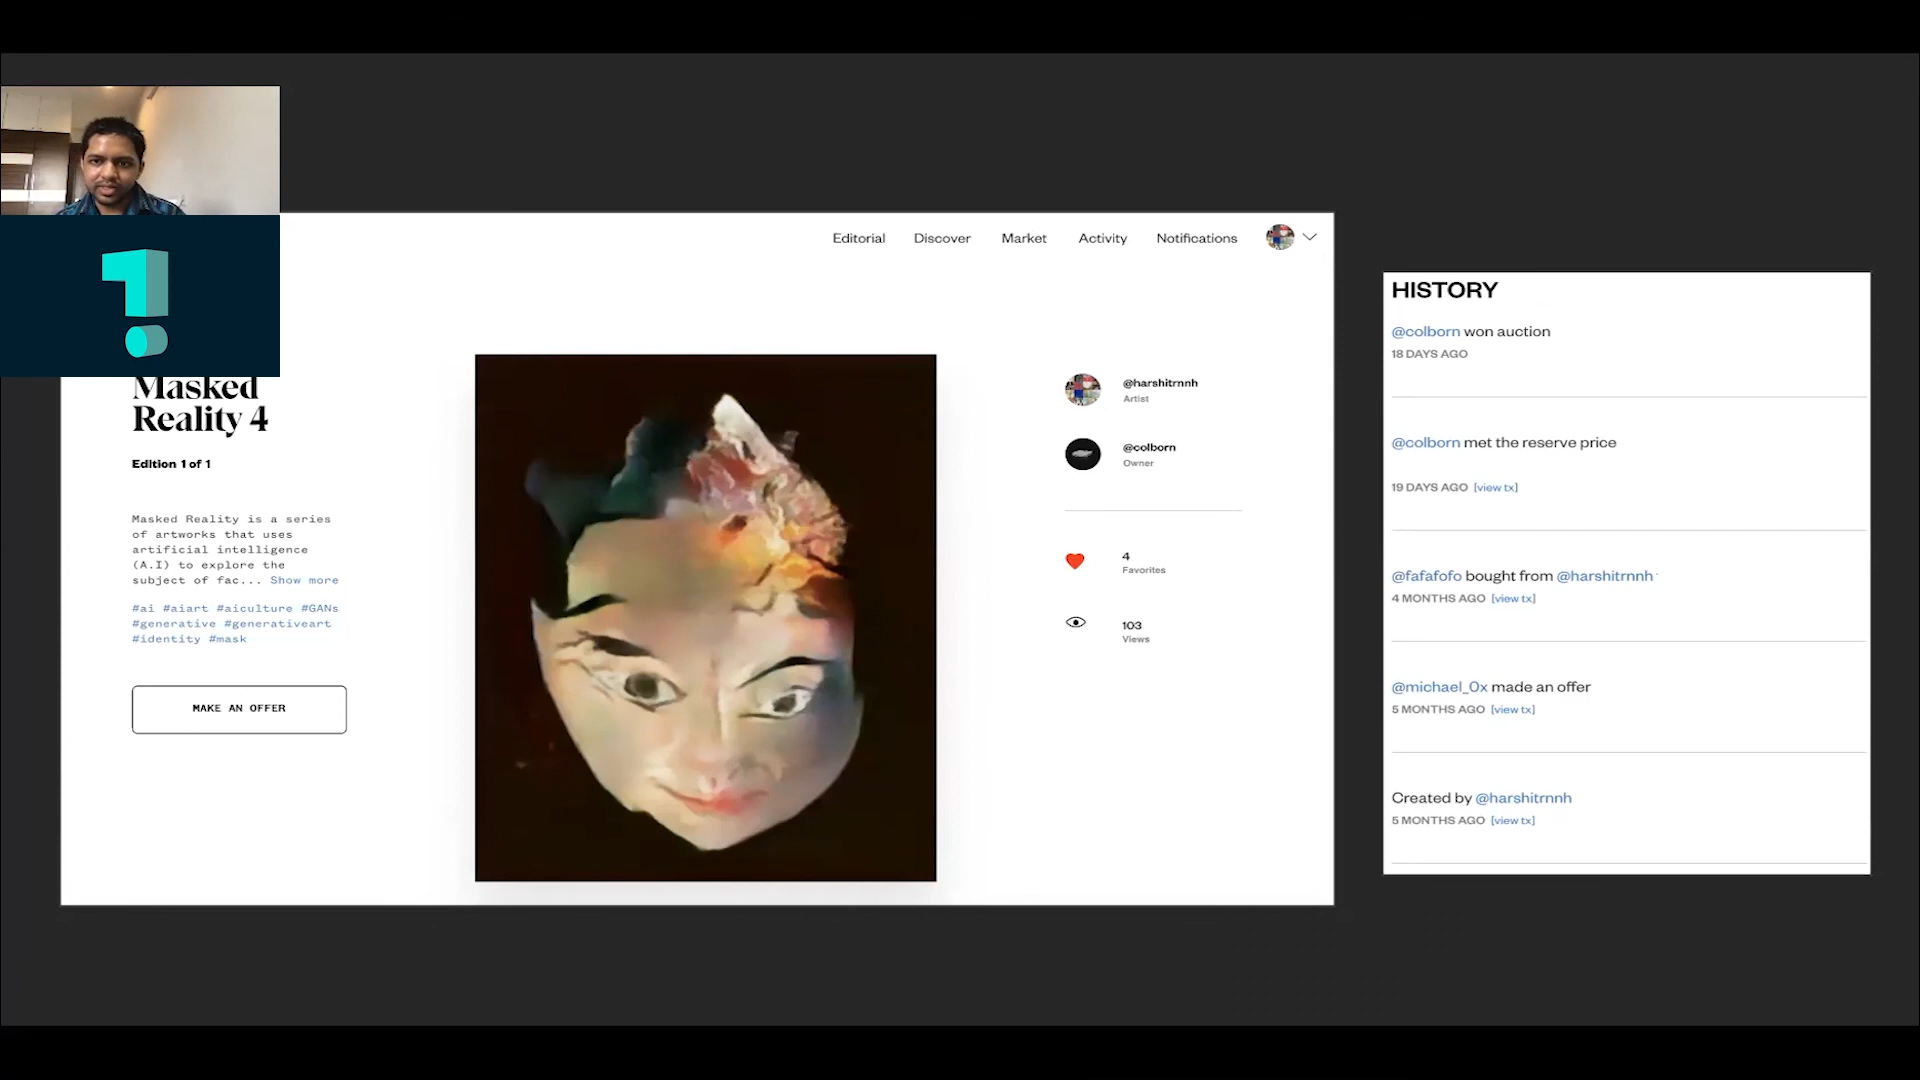 Editorial Discover Market Activity Notifications
Masked
Reality 4
Edition 1 of 1
Masked Reality is a series
of artworks that uses
artificial intelligence
(A.I) to explore the
subject of fac... Show more
#ai #aiart #aiculture #GANs
#generative #generativeart
#identity #mask
MAKE AN OFFER
@harshitrnnh
Artist
@colborn
Owner
4
Favorites
103
Views
HISTORY
@colborn won auction
18 DAYS AGO
@colborn met the reserve price
19 DAYS AGO [view tx]
@fafafofo bought from @harshitrnnh
4 MONTHS AGO [view tx]
@michael_0x made an offer
5 MONTHS AGO [view tx]
Created by @harshitrnnh
5 MONTHS AGO [view tx]